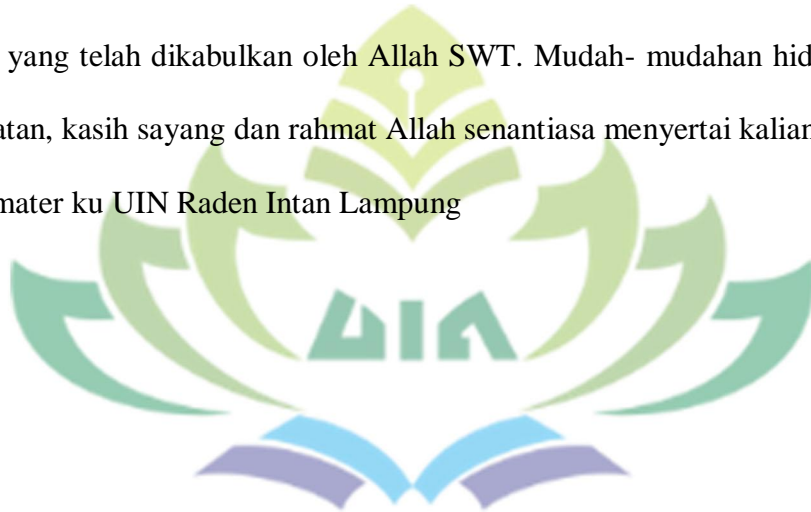 yang telah dikabulkan oleh Allah SWT. Mudah- mudahan hid
atan, kasih sayang dan rahmat Allah senantiasa menyertai kalian
mater ku UIN Raden Intan Lampung
UIN